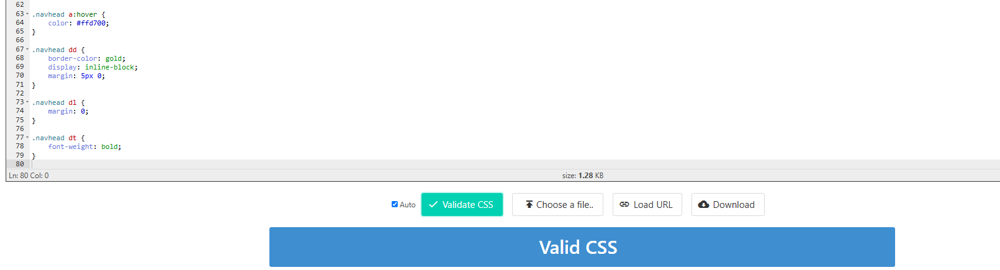 62
63 .navhead a:hover {
64     color: #ffd700;
65 }
66
67 .navhead dd {
68     border-color: gold;
69     display: inline-block;
70     margin: 5px 0;
71 }
72
73 .navhead dl {
74     margin: 0;
75 }
76
77 .navhead dt {
78     font-weight: bold;
79 }
80
Ln: 80 Col: 0 size: 1.28 KB
Auto Validate CSS Choose a file.. Load URL Download
Valid CSS